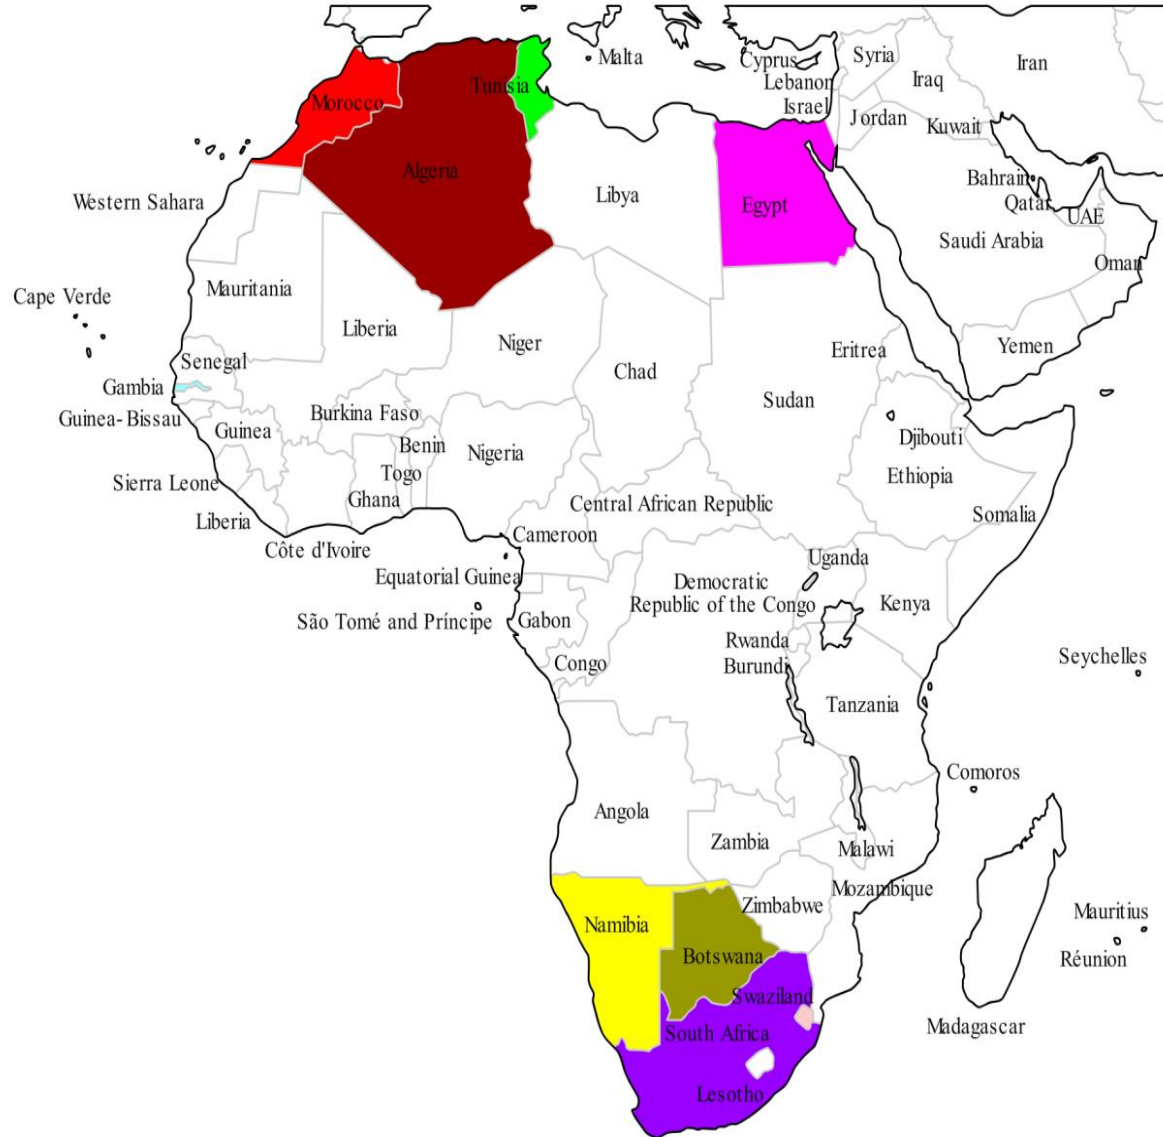 Malta
Cyprus
Syria
Iran
Lebanon
Iraq
Tunisia
Morocco
Israel
Jordan
Kuwait
Algeria
Bahrain
Western Sahara
Libya
Egypt
Qatar
UAE
Saudi Arabia
Oman
Mauritania
Cape Verde
Liberia
Niger
Eritrea
Yemen
Senegal
Chad
Gambia
Sudan
Guinea-Bissau
Burkina Faso
Guinea
Djibouti
Benin
Nigeria
Togo
Ethiopia
Sierra Leone
Ghana
Central African Republic
Somalia
Liberia
Cameroon
Côte d'Ivoire
Uganda
Equatorial Guinea
Democratic
Republic of the Congo
Kenya
São Tomé and Príncipe
Gabon
Rwanda
Congo
Burundi
Seychelles
Tanzania
Comoros
Angola
Zambia
Malawi
Mozambique
Zimbabwe
Mauritius
Namibia
Botswana
Réunion
Swaziland
South Africa
Madagascar
Lesotho